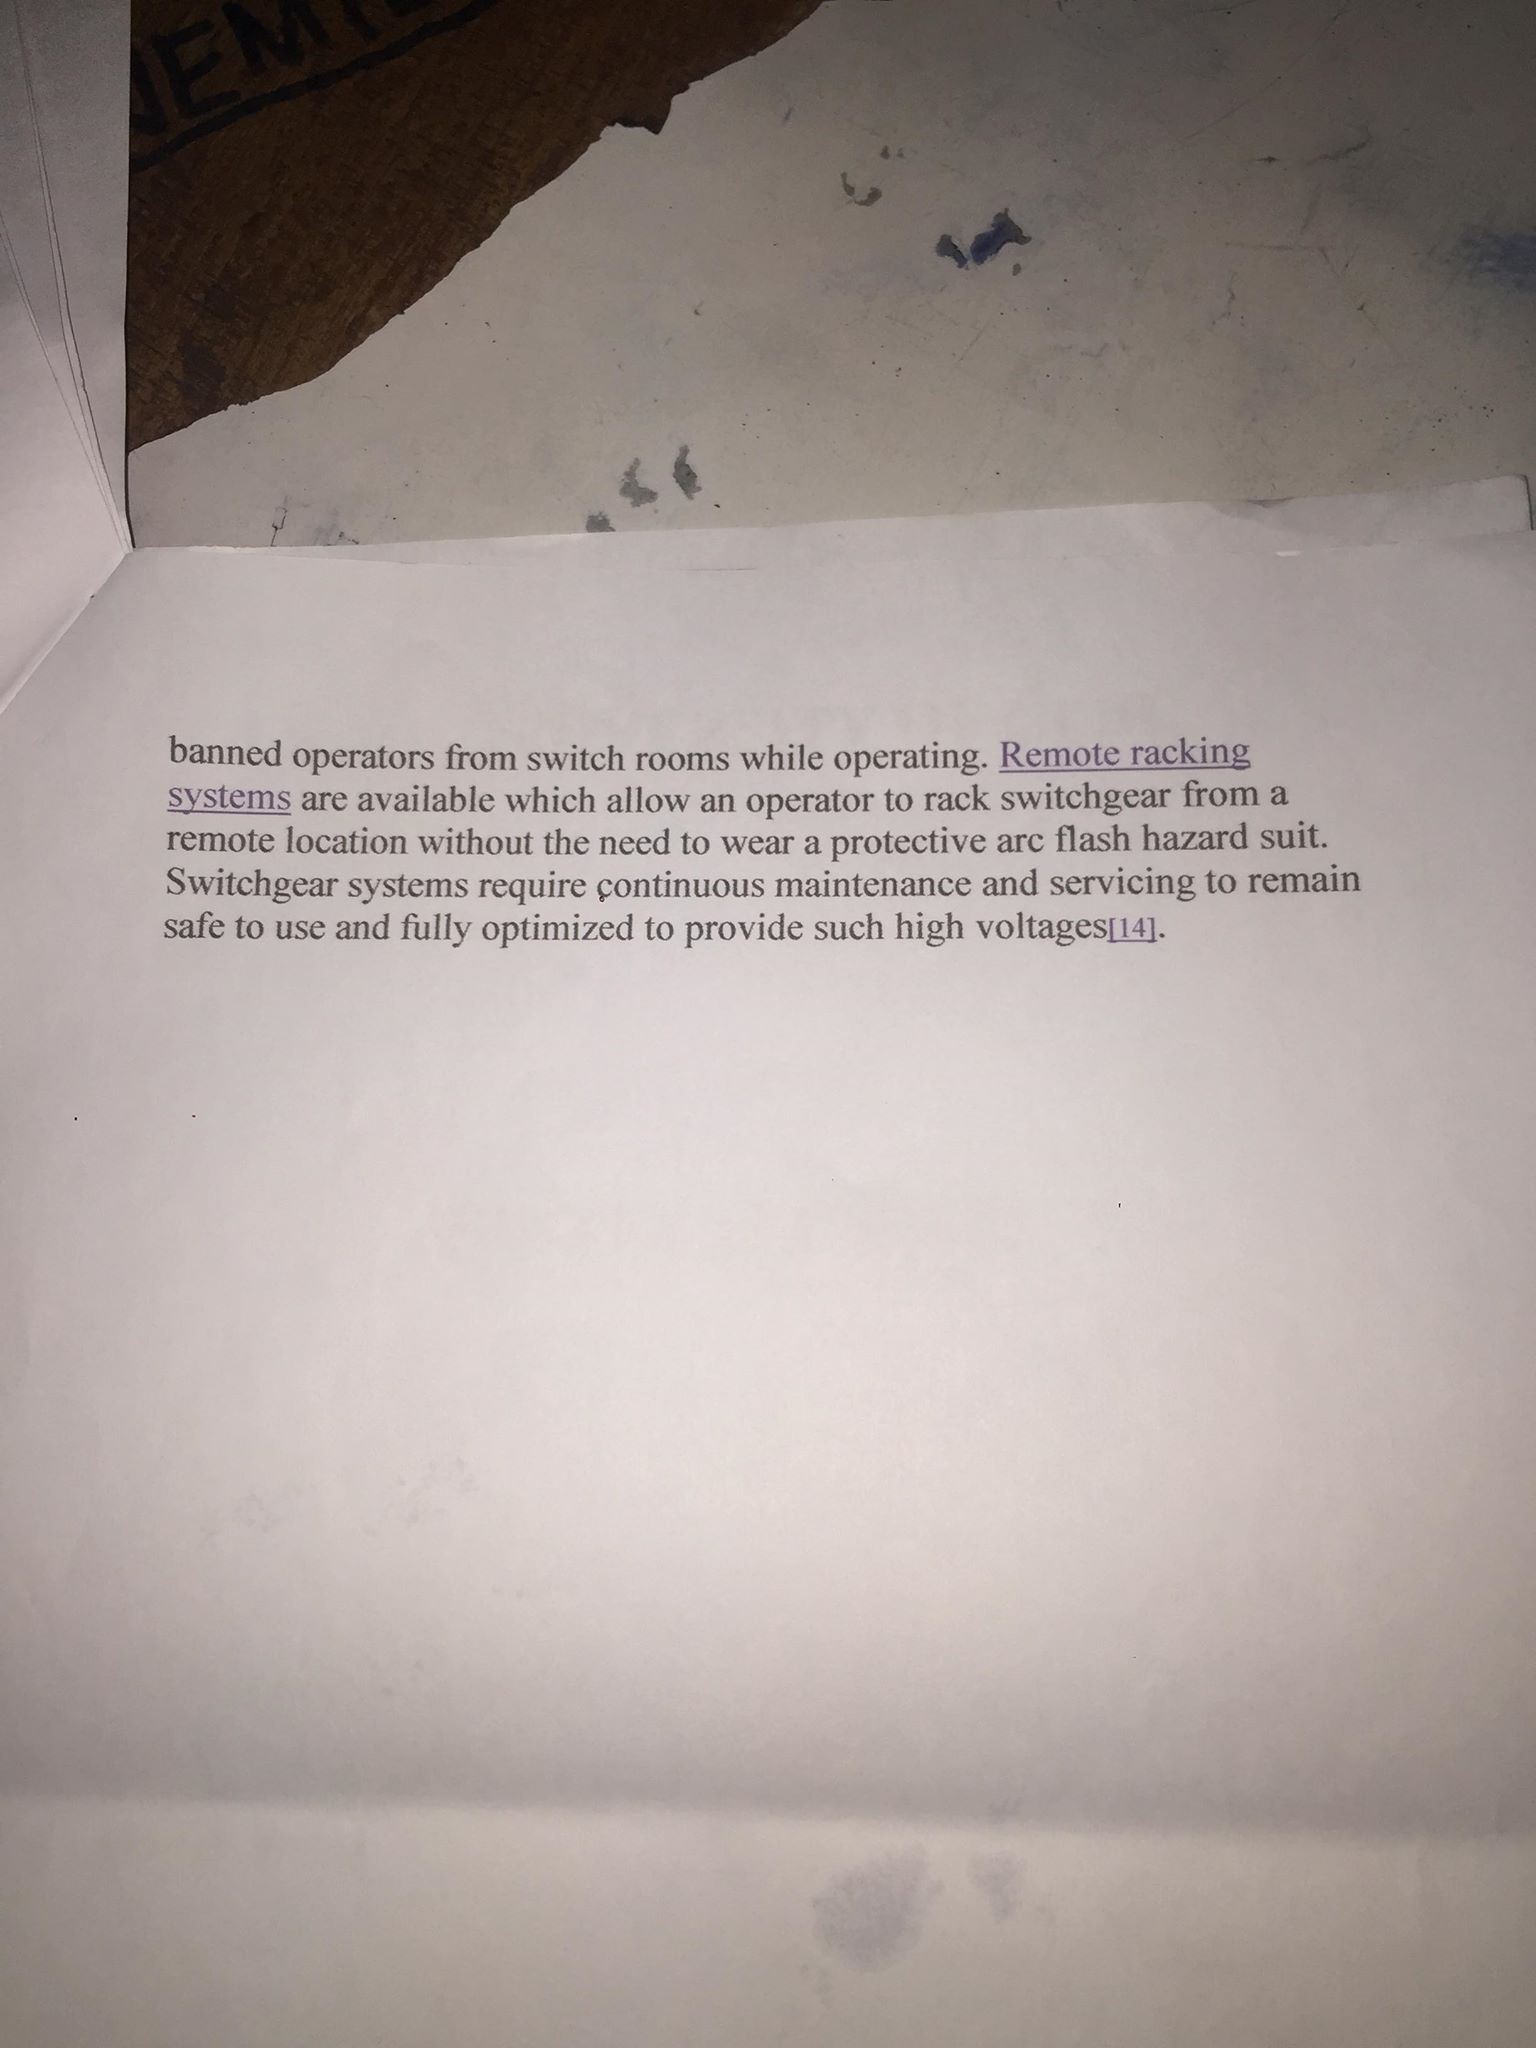 banned operators from switch rooms while operating. Remote racking
systems are available which allow an operator to rack switchgear from a
remote location without the need to wear a protective arc flash hazard suit.
Switchgear systems require continuous maintenance and servicing to remain
safe to use and fully optimized to provide such high voltages[14].